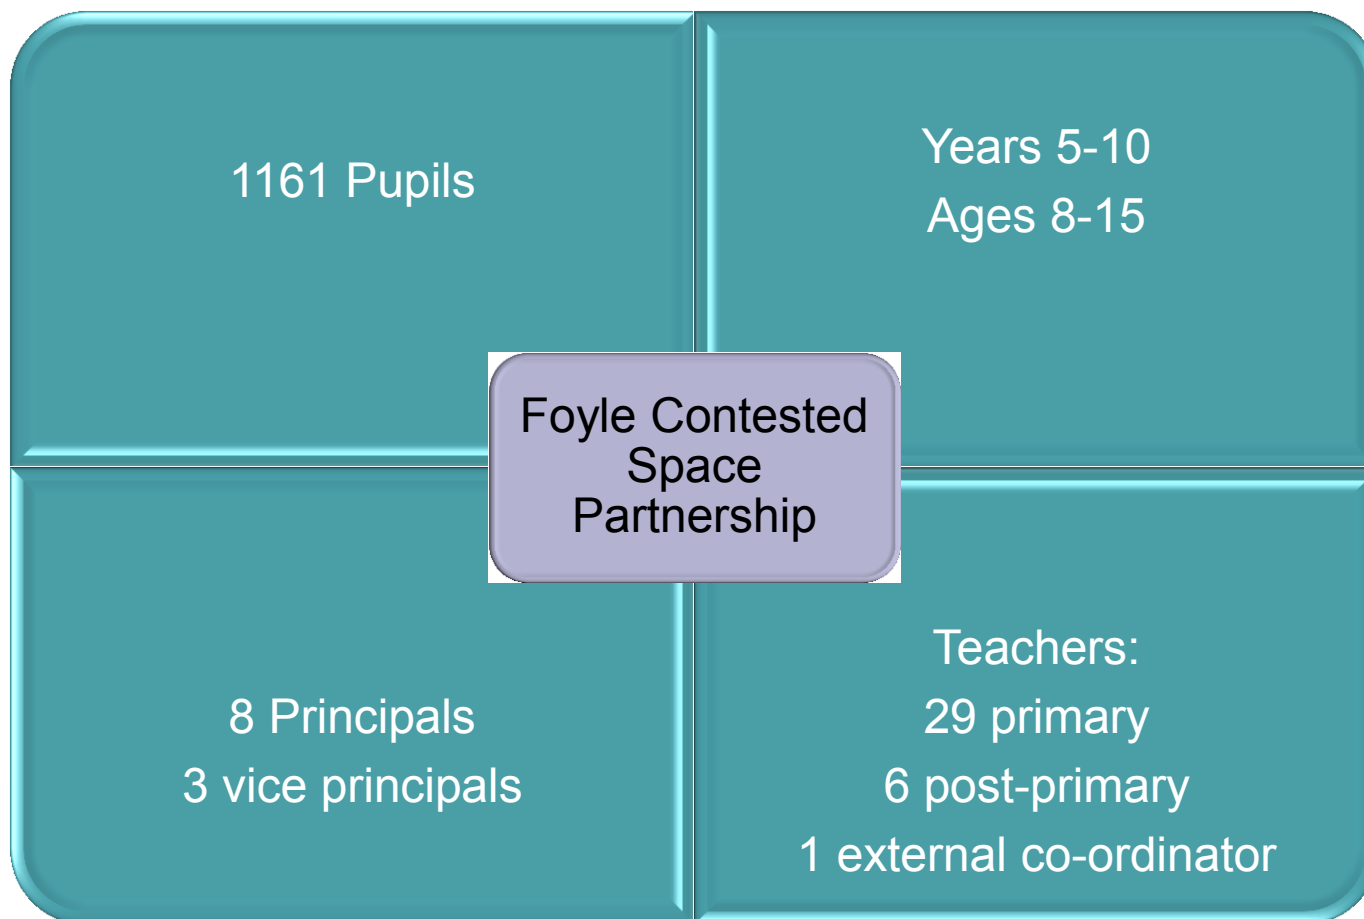 1161 Pupils
Years 5-10
Ages 8-15
Foyle Contested
Space
Partnership
8 Principals
3 vice principals
Teachers:
29 primary
6 post-primary
1 external co-ordinator